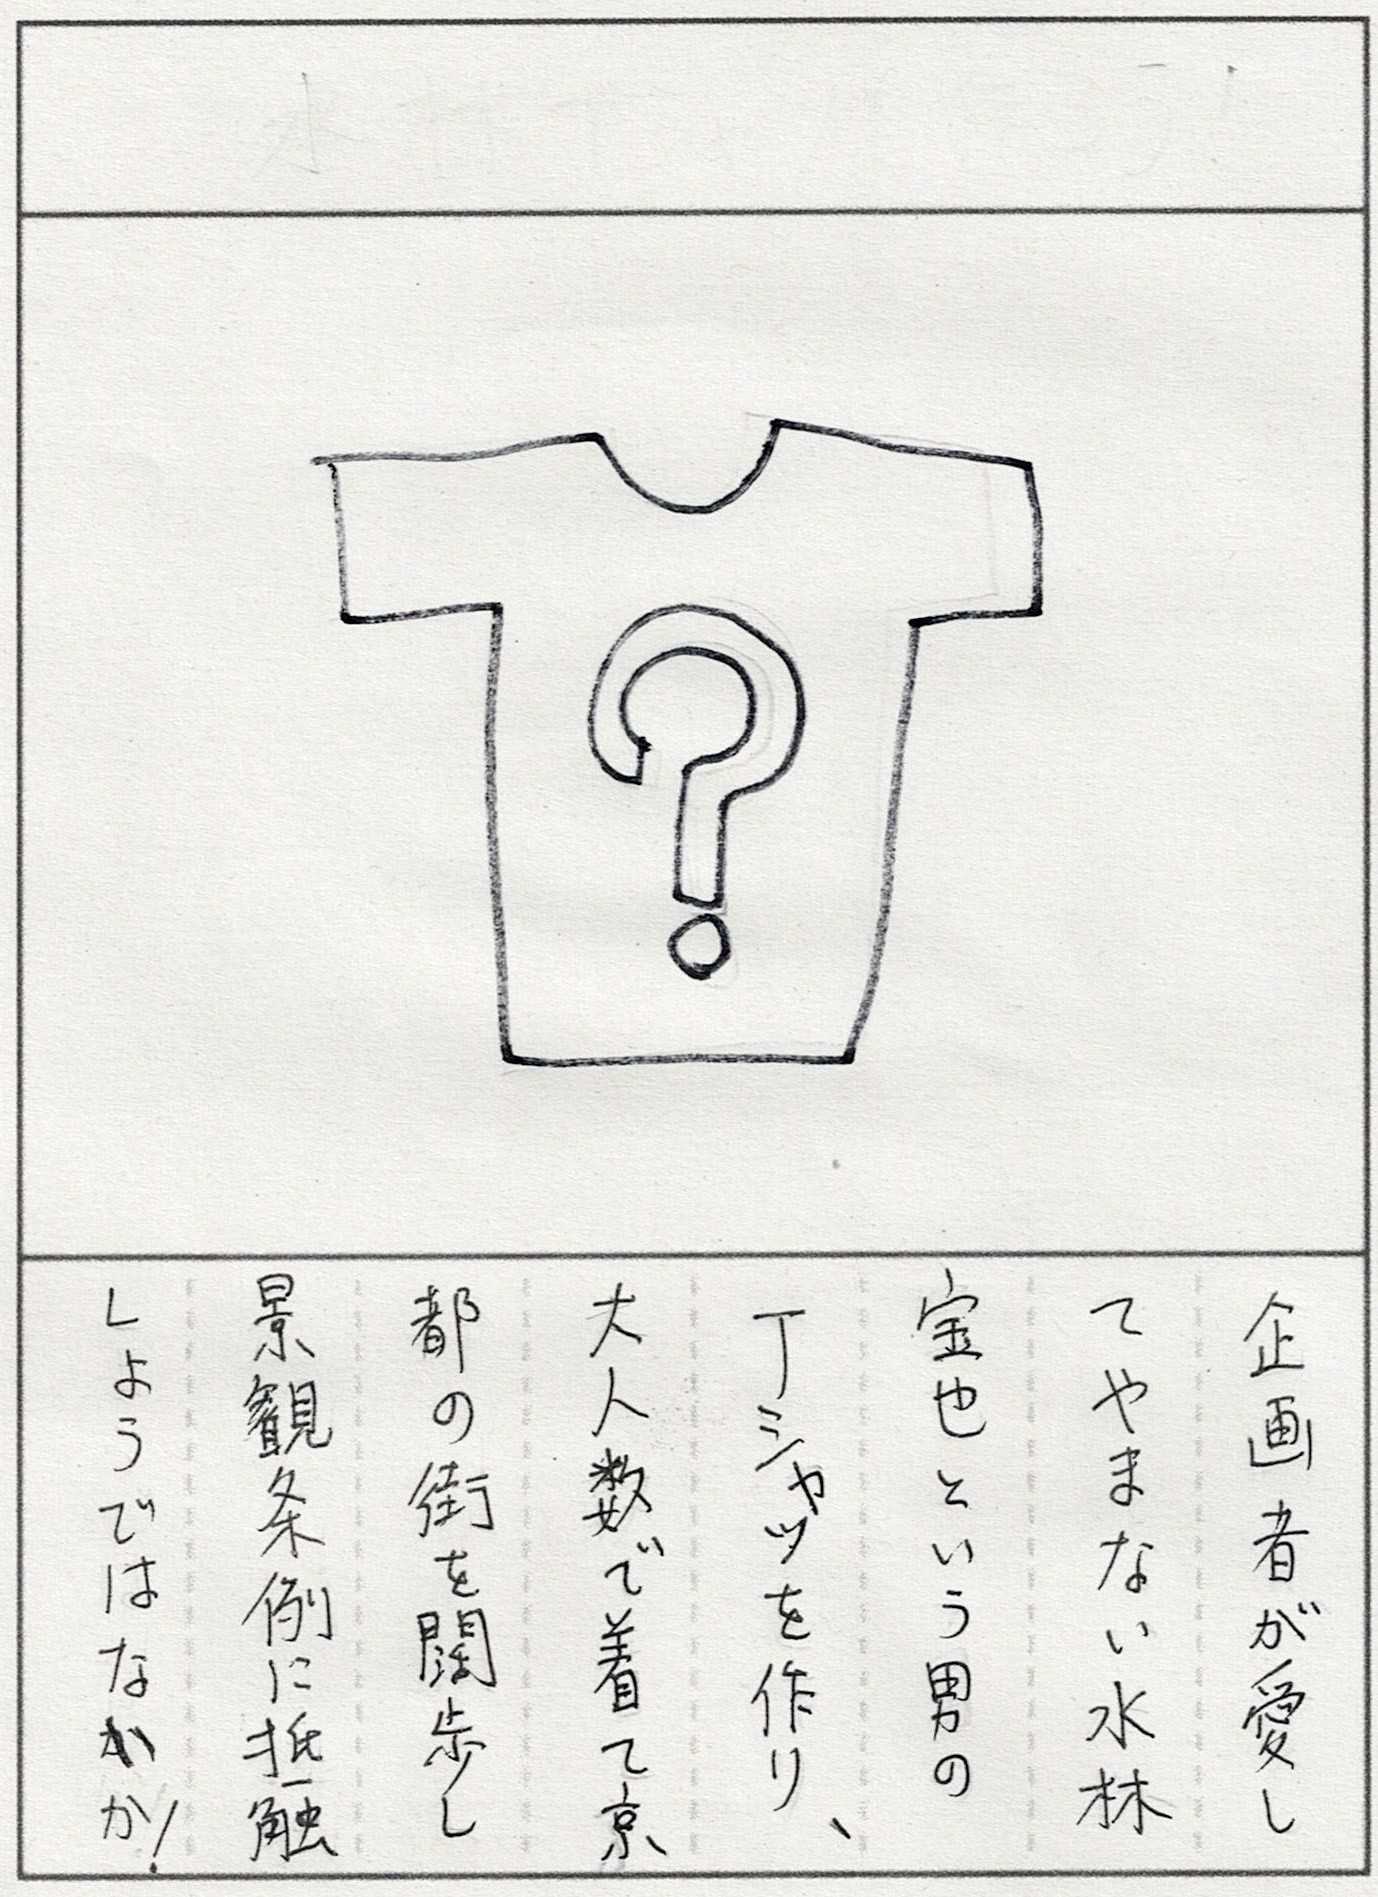 ?
企画者が愛し
てやまない水林
宝也という男の
Tシャツを作り、
大人数で着て京
都の街を闊歩し
景観条例に抵触
しようではなかか!